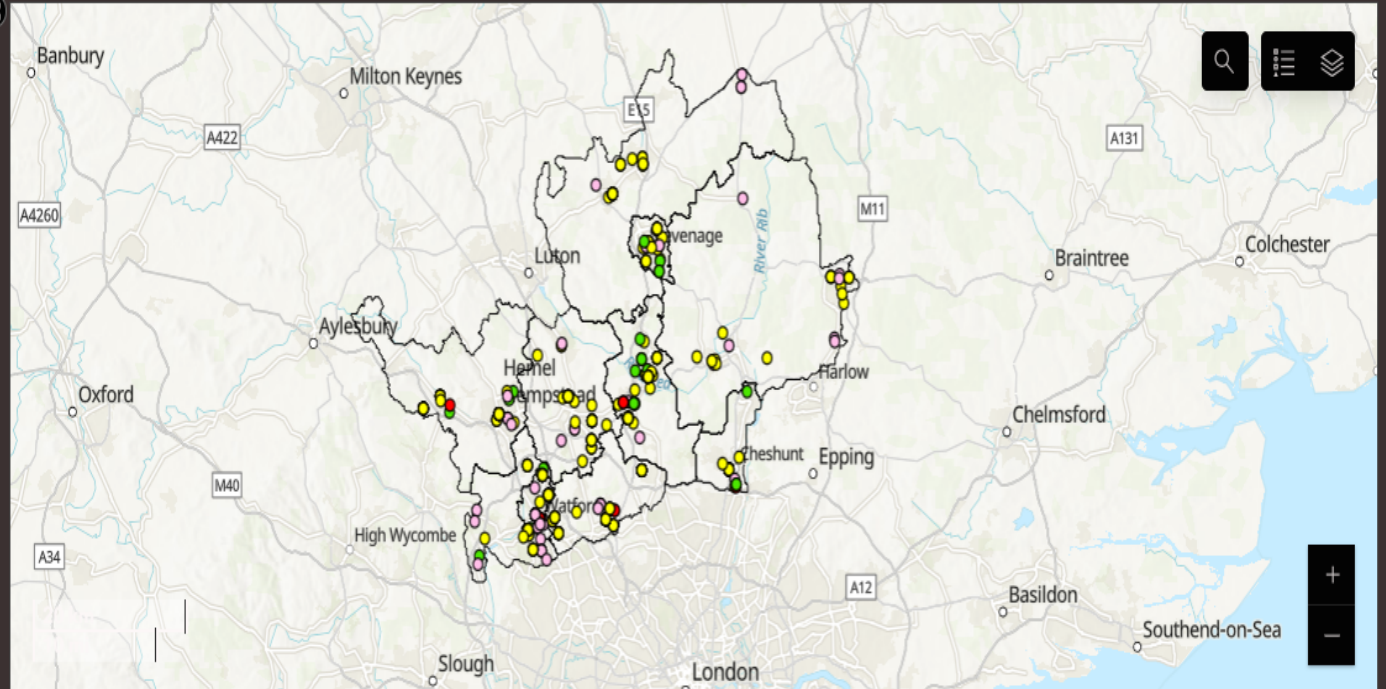 Banbury
Milton Keynes
E15
A422
A131
A4260
M11
venage
River Rib
Colchester
Luton
Braintree
Aylesbury
Hemel
Hempstead
Harlow
Oxford
Chelmsford
Cheshunt
Epping
M40
Watford
High Wycombe
A34
A12
Basildon
Southend-on-Sea
Slough
London
+
−